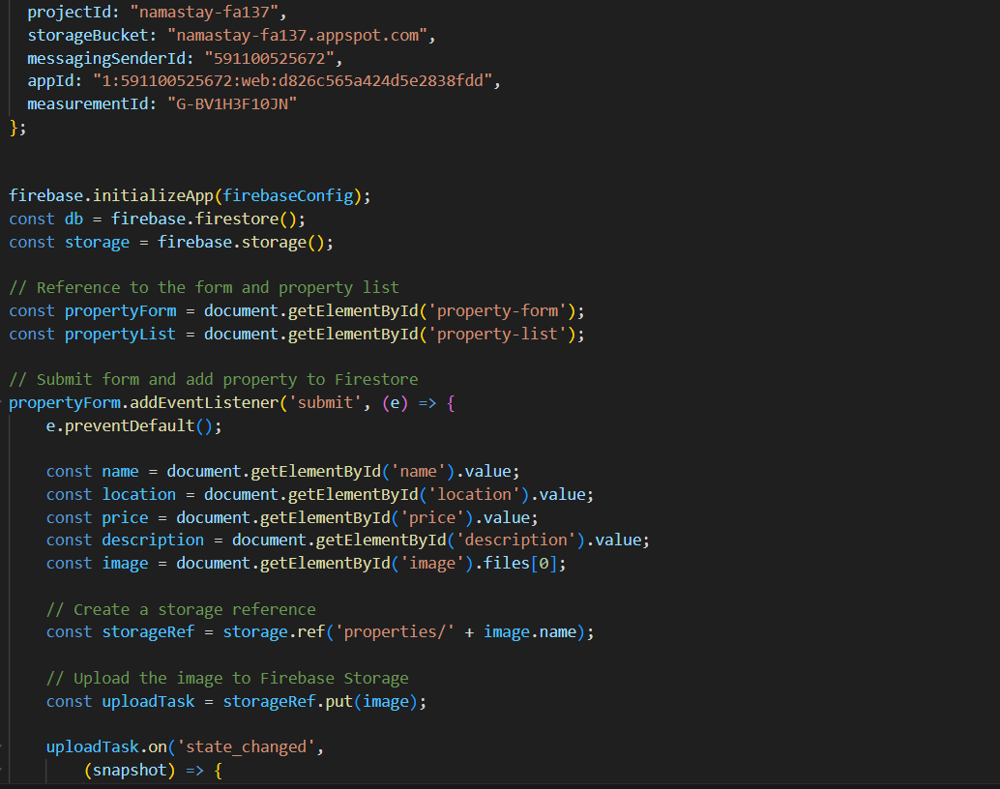 projectId: "namastay-fa137",
storageBucket: "namastay-fa137.appspot.com",
messagingSenderId: "591100525672",
appId: "1:591100525672:web:d826c565a424d5e2838fdd",
measurementId: "G-BV1H3F10JN"
};
firebase.initializeApp(firebaseConfig);
const db = firebase.firestore();
const storage = firebase.storage();
// Reference to the form and property list
const propertyForm = document.getElementById('property-form');
const propertyList = document.getElementById('property-list');
// Submit form and add property to Firestore
propertyForm.addEventListener('submit', (e) => {
e.preventDefault();
const name = document.getElementById('name').value;
const location = document.getElementById('location').value;
const price = document.getElementById('price').value;
const description = document.getElementById('description').value;
const image = document.getElementById('image').files[0];
// Create a storage reference
const storageRef = storage.ref('properties/' + image.name);
// Upload the image to Firebase Storage
const uploadTask = storageRef.put(image);
uploadTask.on('state_changed',
(snapshot) => {